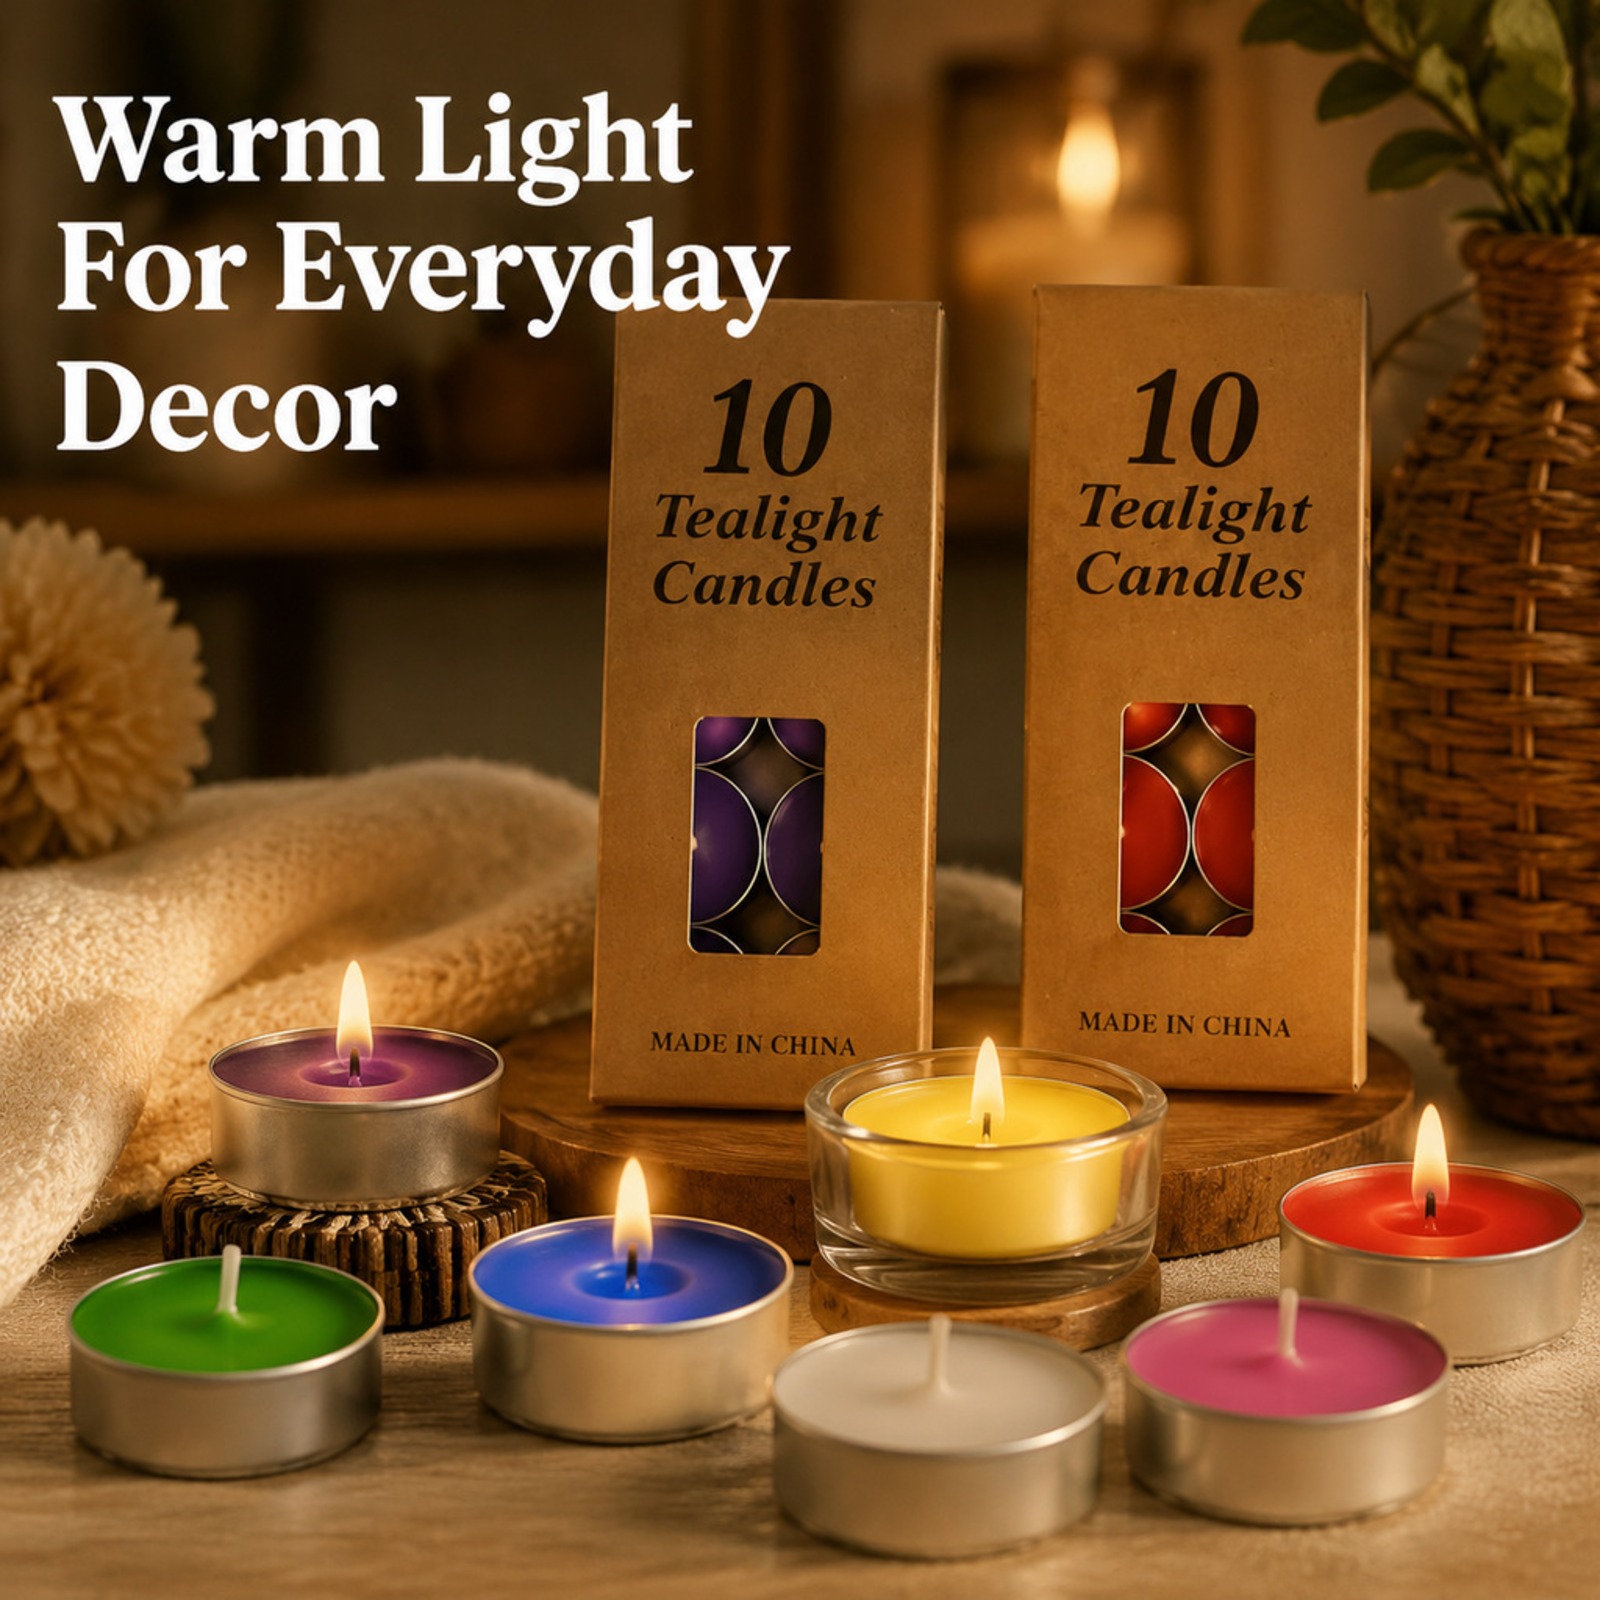 Warm Light
For Everyday
Decor
10
Tealight
Candles
MADE IN CHINA
10
Tealight
Candles
MADE IN CHINA